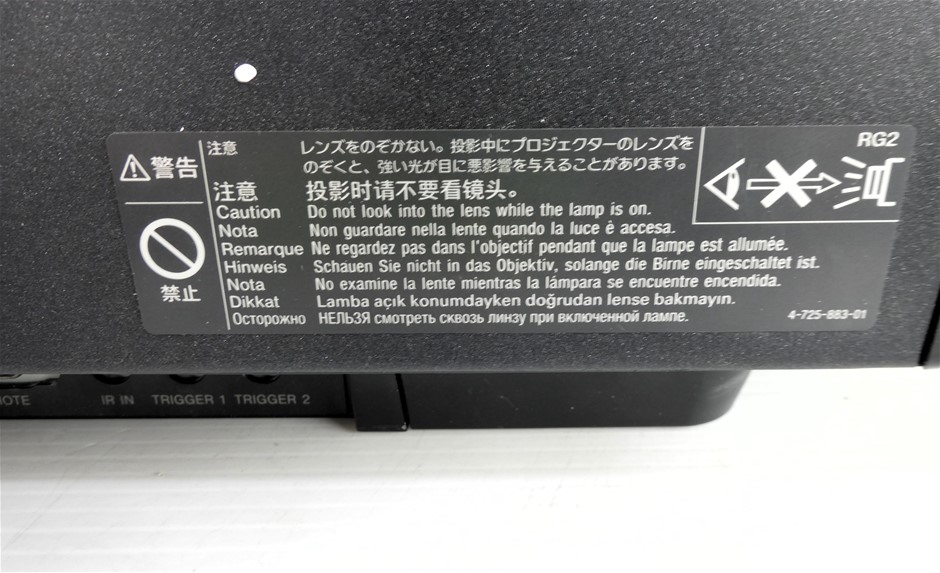 警告
禁止
注意 レンズをのぞかない。投影中にプロジェクターのレンズを
のぞくと、強い光が目に悪影響を与えることがあります。
注意 投影时请不要看镜头。
Caution Do not look into the lens while the lamp is on.
Nota Non guardare nella lente quando la luce è accesa.
Remarque Ne regardez pas dans l'objectif pendant que la lampe est allumée.
Hinweis Schauen Sie nicht in das Objektiv, solange die Birne eingeschaltet ist.
Nota No examine la lente mientras la lámpara se encuentre encendida.
Dikkat Lamba açık konumdayken doğrudan lense bakmayın.
Осторожно НЕЛЬЗЯ смотреть сквозь линзу при включенной лампе.
RG2
4-725-883-01
IR IN TRIGGER 1 TRIGGER 2